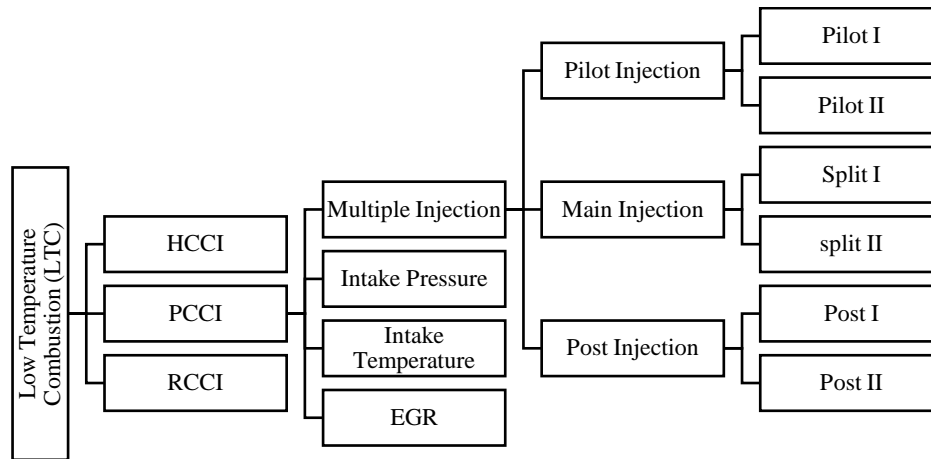 Low Temperature
Combustion (LTC)
HCCI
PCCI
RCCI
Multiple Injection
Intake Pressure
Intake
Temperature
EGR
Pilot Injection
Main Injection
Post Injection
Pilot I
Pilot II
Split I
split II
Post I
Post II